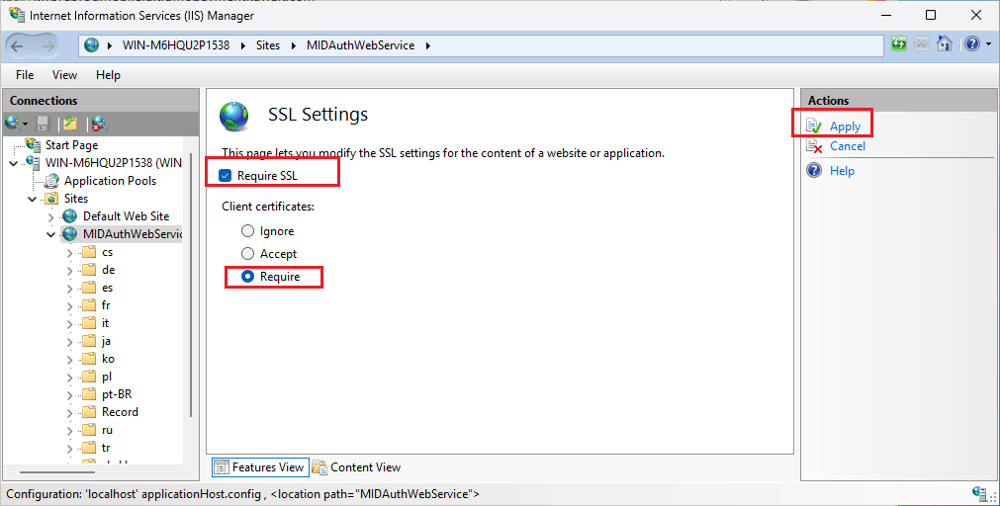 Internet Information Services (IIS) Manager
WIN-M6HQU2P1538 Sites MIDAuthWebService
File View Help
Connections
Start Page
WIN-M6HQU2P1538 (WIN
Application Pools
Sites
Default Web Site
MIDAuthWebServic
cs
de
es
fr
it
ja
ko
pl
pt-BR
Record
ru
tr
SSL Settings
This page lets you modify the SSL settings for the content of a website or application.
Require SSL
Client certificates:
Ignore
Accept
Require
Features View Content View
Actions
Apply
Cancel
Help
Configuration: 'localhost' applicationHost.config , <location path="MIDAuthWebService">